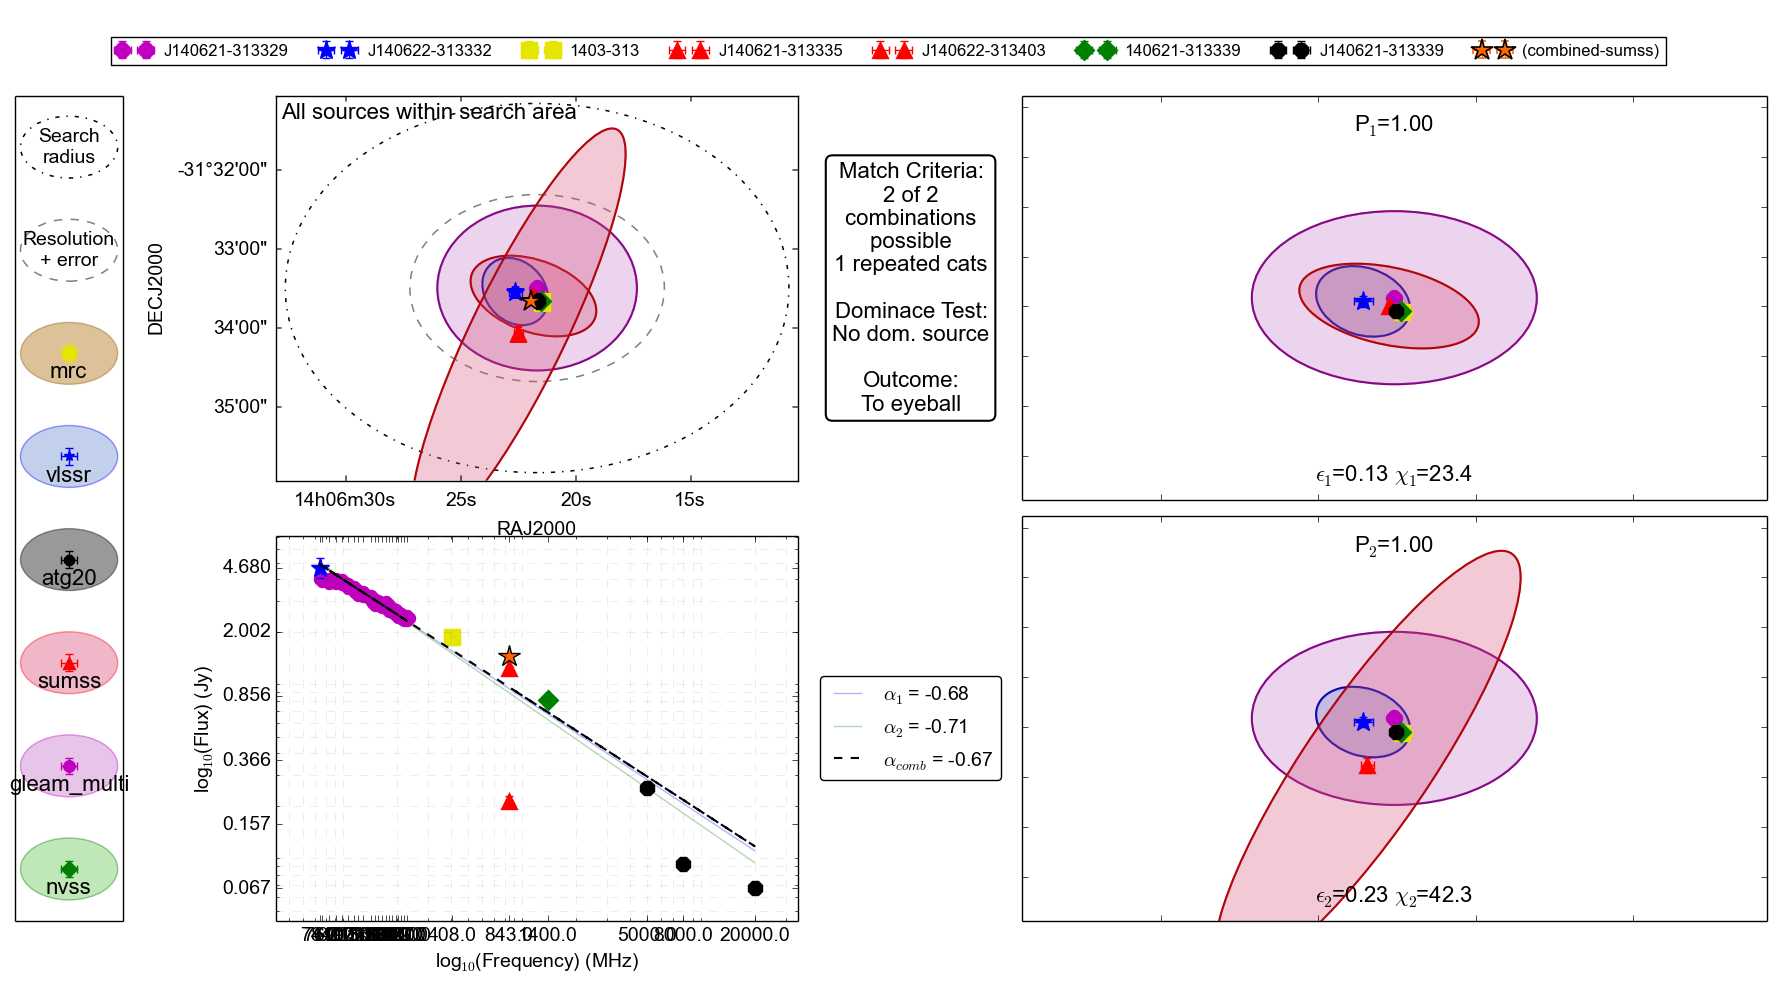 J140621-313329 J140622-313332 1403-313 J140621-313335 J140622-313403 140621-313339 J140621-313339 (combined-sumss)
Search
radius
Resolution
+ error
mrc
vlssr
atg20
sumss
gleam_multi
nvss
All sources within search area
DECJ2000
-31°32'00"
33'00"
34'00"
35'00"
14h06m30s 25s 20s 15s
RAJ2000
Match Criteria:
2 of 2
combinations
possible
1 repeated cats
Dominace Test:
No dom. source
Outcome:
To eyeball
P1=1.00
ϵ1=0.13 χ1=23.4
log10(Flux) (Jy)
4.680
2.002
0.856
0.366
0.157
0.067
408.0 843.0 1400.0 5000.0 8000.0 20000.0
log10(Frequency) (MHz)
α1 = -0.68
α2 = -0.71
αcomb = -0.67
P2=1.00
ϵ2=0.23 χ2=42.3